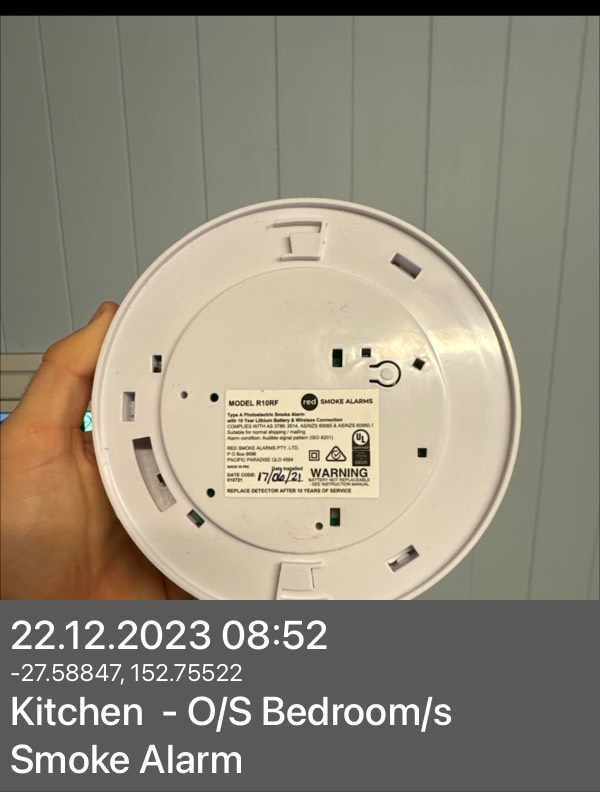 MODEL R10RF
red SMOKE ALARMS
Type A Photoelectric Smoke Alarm
with 10 Year Lithium Battery & Wireless Connection
COMPLIES WITH AS 3786: 2014, AS/NZS 60065 & AS/NZS 60950.1
Suitable for normal shipping / mailing
Alarm condition: Audible signal pattern (ISO 8201)
RED SMOKE ALARMS PTY. LTD.
P O Box 9506
PACIFIC PARADISE QLD 4564
MADE IN PRC
Date Installed
DATE CODE: 17/06/21
010721
UL
WARNING
BATTERY NOT REPLACEABLE
- SEE INSTRUCTION MANUAL
REPLACE DETECTOR AFTER 10 YEARS OF SERVICE
22.12.2023 08:52
-27.58847, 152.75522
Kitchen - O/S Bedroom/s
Smoke Alarm